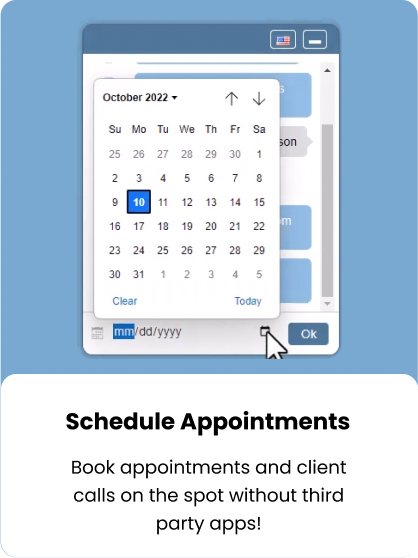 s
October 2022
son
Su Mo Tu We Th Fr Sa
25 26 27 28 29 30 1
2 3 4 5 6 7 8
9 10 11 12 13 14 15
16 17 18 19 20 21 22
om
23 24 25 26 27 28 29
30 31 1 2 3 4 5
Clear Today
mm/dd/yyyy
Ok
Schedule Appointments
Book appointments and client
calls on the spot without third
party apps!